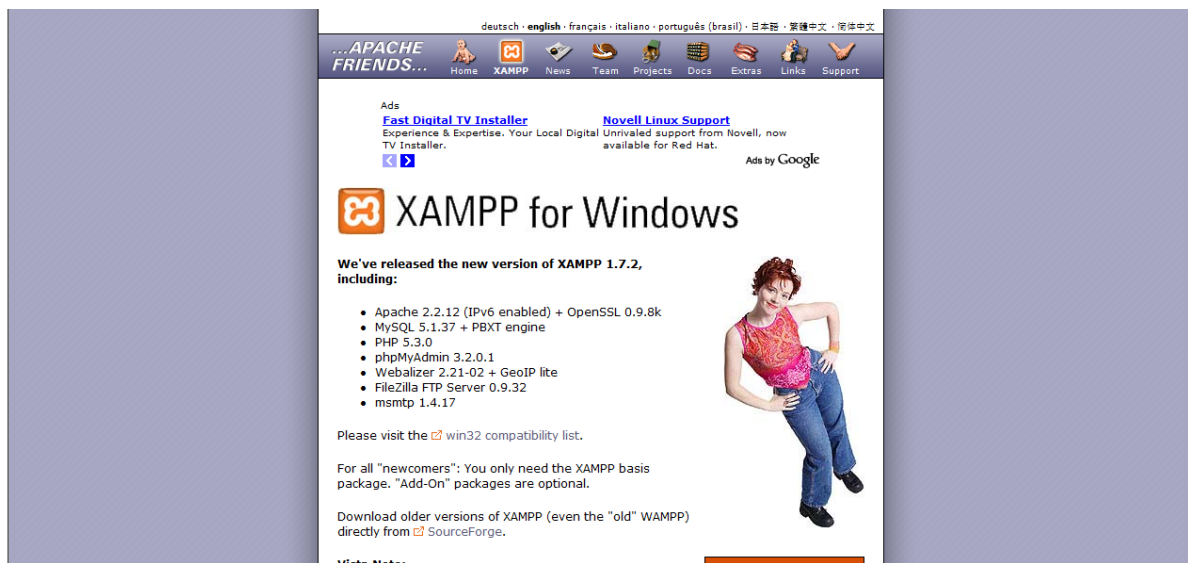 deutsch · english · français · italiano · português (brasil) · 日本語 · 繁體中文 · 简体中文
...APACHE
FRIENDS...
Home XAMPP News Team Projects Docs Extras Links Support
Ads
Fast Digital TV Installer
Experience & Expertise. Your Local Digital
TV Installer.
Novell Linux Support
Unrivaled support from Novell, now
available for Red Hat.
Ads by Google
XAMPP for Windows
We've released the new version of XAMPP 1.7.2,
including:
• Apache 2.2.12 (IPv6 enabled) + OpenSSL 0.9.8k
• MySQL 5.1.37 + PBXT engine
• PHP 5.3.0
• phpMyAdmin 3.2.0.1
• Webalizer 2.21-02 + GeoIP lite
• FileZilla FTP Server 0.9.32
• msmtp 1.4.17
Please visit the win32 compatibility list.
For all "newcomers": You only need the XAMPP basis
package. "Add-On" packages are optional.
Download older versions of XAMPP (even the "old" WAMPP)
directly from SourceForge.
Vista Note: